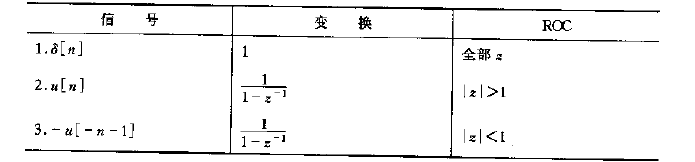 信 号 变 换 ROC
1. δ[n] 1 全部 z
2. u[n] 1/(1-z⁻¹) |z|>1
3. -u[-n-1] 1/(1-z⁻¹) |z|<1